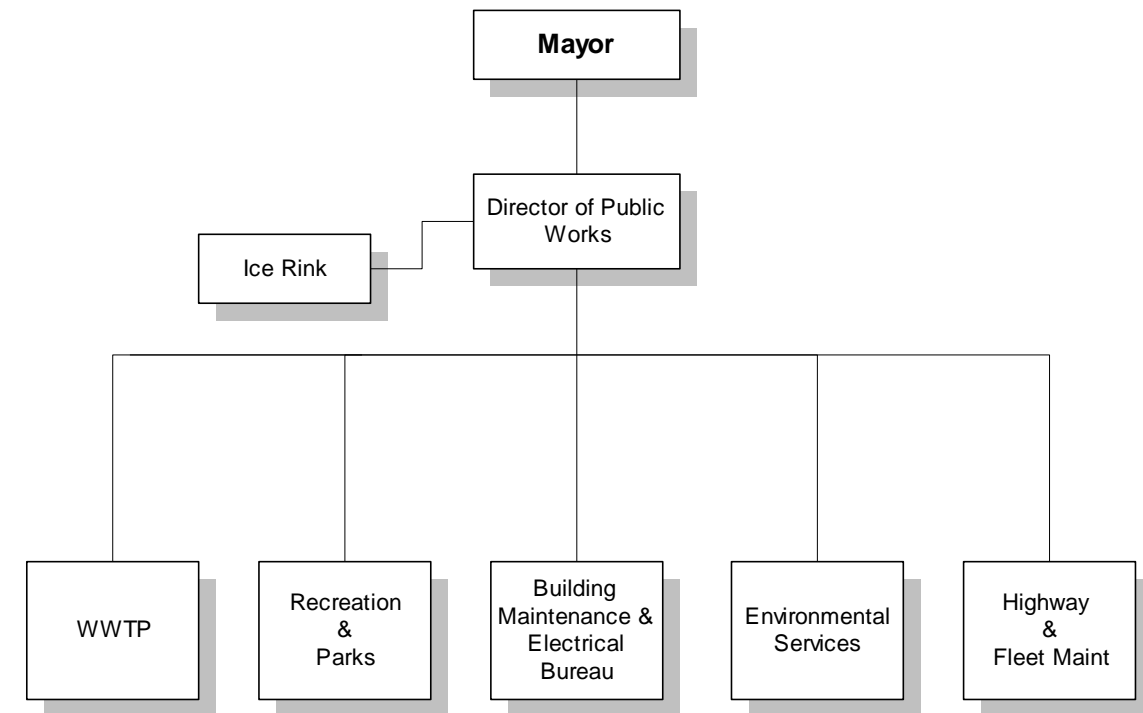 Mayor
Director of Public
Works
Ice Rink
WWTP
Recreation
&
Parks
Building
Maintenance &
Electrical
Bureau
Environmental
Services
Highway
&
Fleet Maint